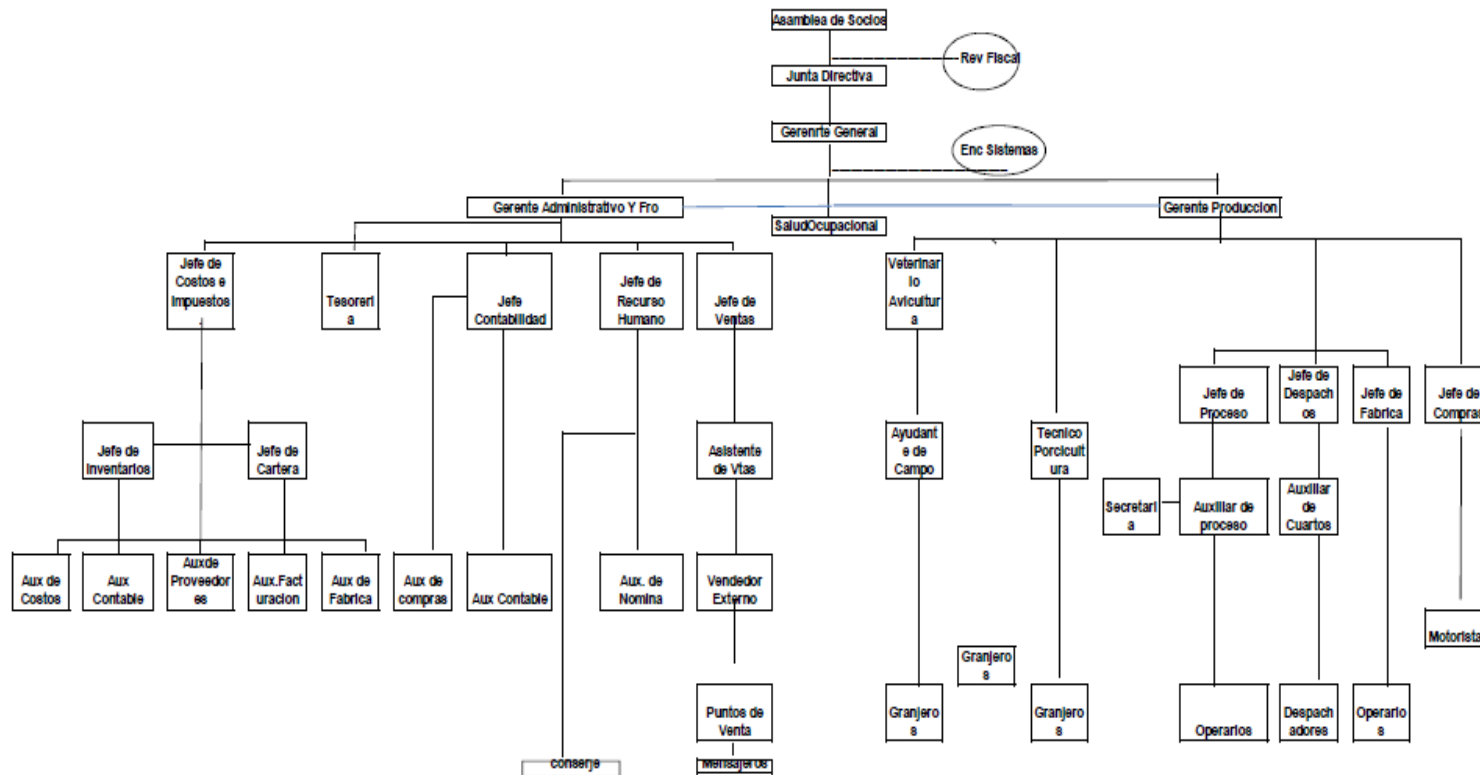 Asamblea de Socios
Rev Fiscal
Junta Directiva
Gerenrte General
Enc Sistemas
Gerente Administrativo Y Fro
Gerente Produccion
SaludOcupacional
Jefe de
Costos e
Impuestos
Tesoreri
a
Jefe
Contabilidad
Jefe de
Recurso
Humano
Jefe de
Ventas
Veterinar
io
Avicultur
a
Jefe de
Proceso
Jefe de
Despach
os
Jefe de
Fabrica
Jefe de
Compras
Jefe de
Inventarios
Jefe de
Cartera
Asistente
de Vtas
Ayudant
e de
Campo
Tecnico
Porcicult
ura
Secretari
a
Auxiliar de
proceso
Auxiliar
de
Cuartos
Aux de
Costos
Aux
Contable
Auxde
Proveedor
es
Aux.Fact
uracion
Aux de
Fabrica
Aux de
compras
Aux Contable
Aux. de
Nomina
Vendedor
Externo
Motorista
Granjero
s
Puntos de
Venta
Granjero
s
Granjero
s
Operarios
Despach
adores
Operario
s
conserje
Mensajeros